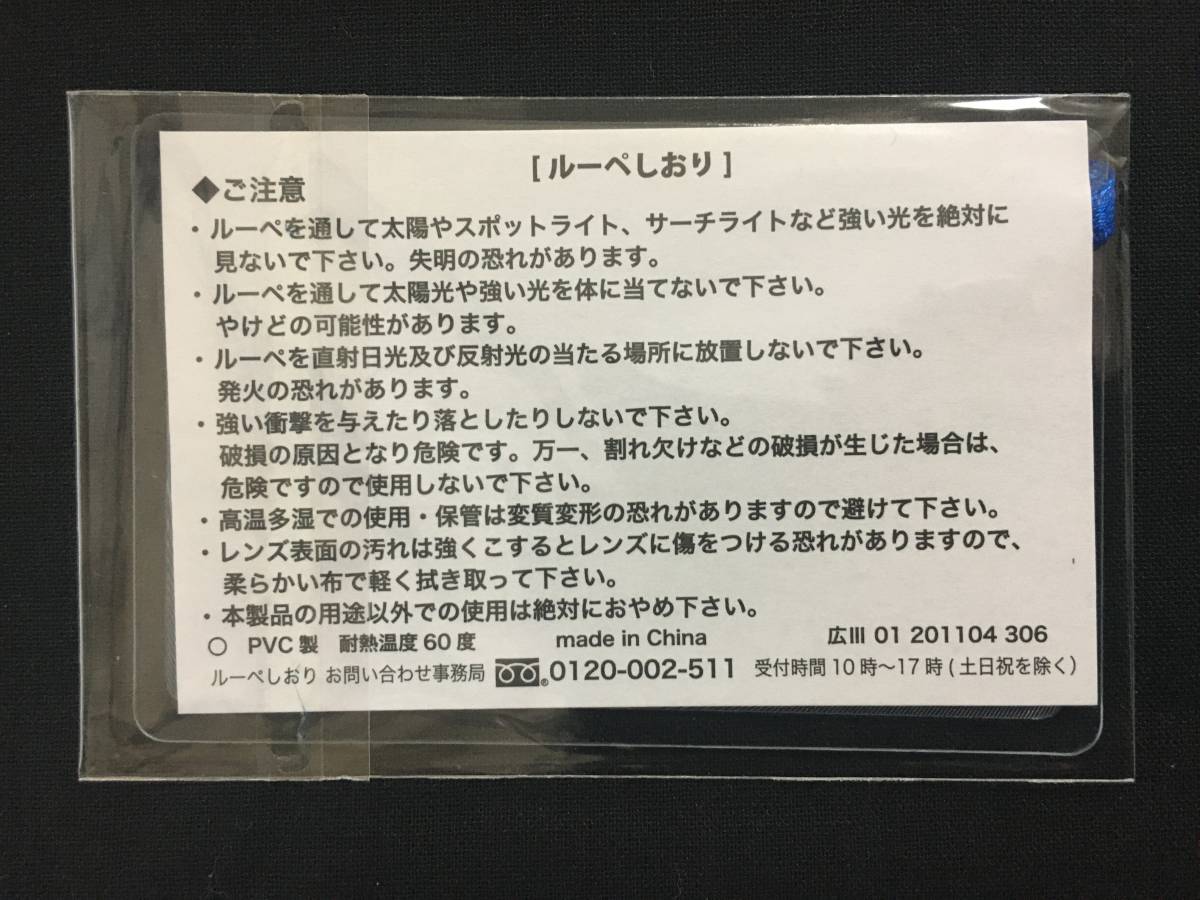 [ ルーペしおり ]
◆ご注意
・ルーペを通して太陽やスポットライト、サーチライトなど強い光を絶対に
見ないで下さい。失明の恐れがあります。
・ルーペを通して太陽光や強い光を体に当てないで下さい。
やけどの可能性があります。
・ルーペを直射日光及び反射光の当たる場所に放置しないで下さい。
発火の恐れがあります。
・強い衝撃を与えたり落としたりしないで下さい。
破損の原因となり危険です。万一、割れ欠けなどの破損が生じた場合は、
危険ですので使用しないで下さい。
・高温多湿での使用・保管は変質変形の恐れがありますので避けて下さい。
・レンズ表面の汚れは強くこするとレンズに傷をつける恐れがありますので、
柔らかい布で軽く拭き取って下さい。
・本製品の用途以外での使用は絶対におやめ下さい。
○ PVC製 耐熱温度60度 made in China 広Ⅲ 01 201104 306
ルーペしおり お問い合わせ事務局 ®0120-002-511 受付時間10時～17時(土日祝を除く)